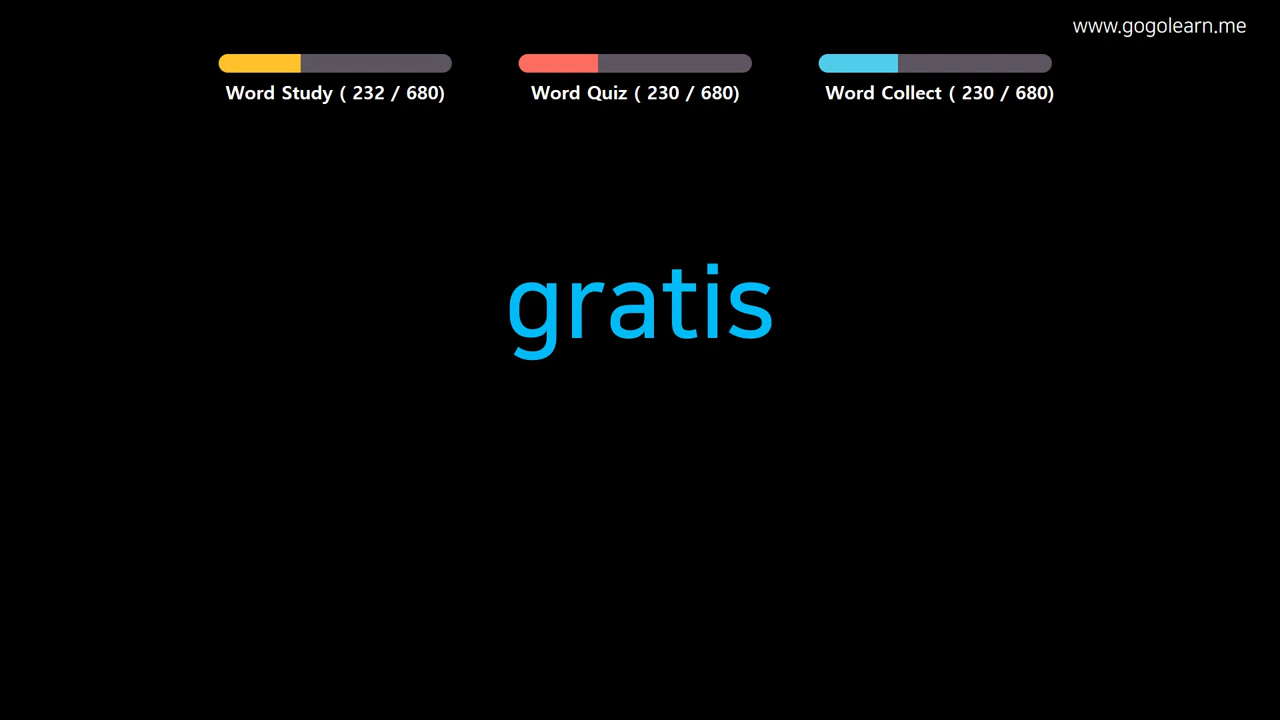 www.gogolearn.me
Word Study ( 232 / 680)
Word Quiz ( 230 / 680)
Word Collect ( 230 / 680)
gratis